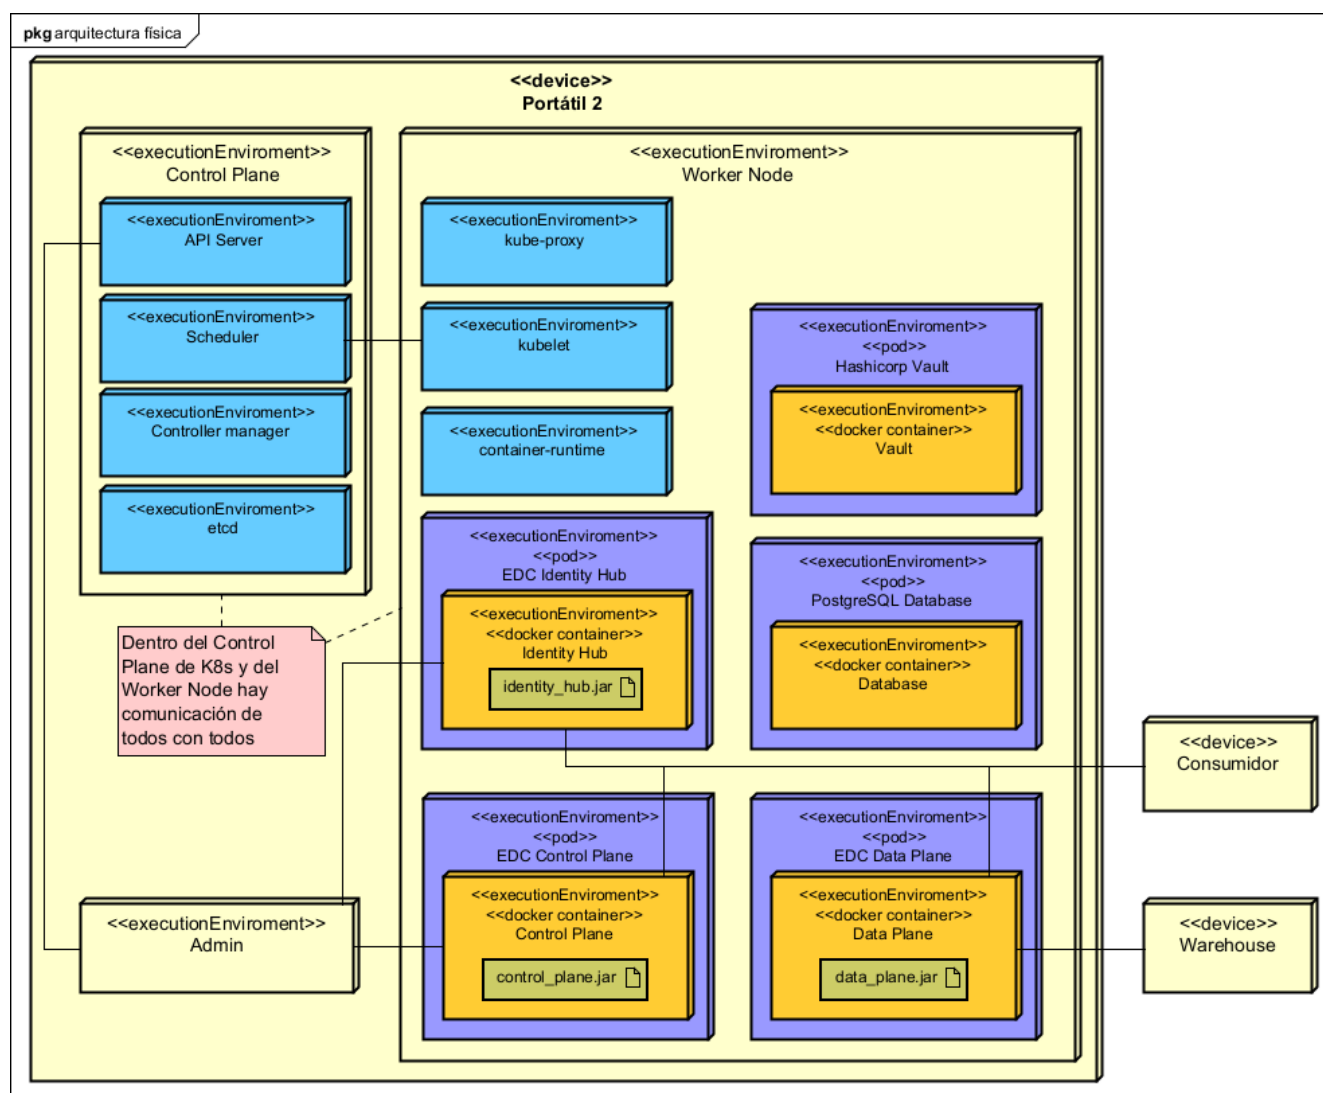 pkg arquitectura física
<<device>>
Portátil 2
<<executionEnviroment>>
Control Plane
<<executionEnviroment>>
API Server
<<executionEnviroment>>
Scheduler
<<executionEnviroment>>
Controller manager
<<executionEnviroment>>
etcd
<<executionEnviroment>>
Worker Node
<<executionEnviroment>>
kube-proxy
<<executionEnviroment>>
kubelet
<<executionEnviroment>>
container-runtime
<<executionEnviroment>>
<<pod>>
Hashicorp Vault
<<executionEnviroment>>
<<docker container>>
Vault
<<executionEnviroment>>
<<pod>>
EDC Identity Hub
<<executionEnviroment>>
<<docker container>>
Identity Hub
identity_hub.jar
<<executionEnviroment>>
<<pod>>
PostgreSQL Database
<<executionEnviroment>>
<<docker container>>
Database
Dentro del Control
Plane de K8s y del
Worker Node hay
comunicación de
todos con todos
<<device>>
Consumidor
<<executionEnviroment>>
<<pod>>
EDC Control Plane
<<executionEnviroment>>
<<docker container>>
Control Plane
control_plane.jar
<<executionEnviroment>>
<<pod>>
EDC Data Plane
<<executionEnviroment>>
<<docker container>>
Data Plane
data_plane.jar
<<executionEnviroment>>
Admin
<<device>>
Warehouse